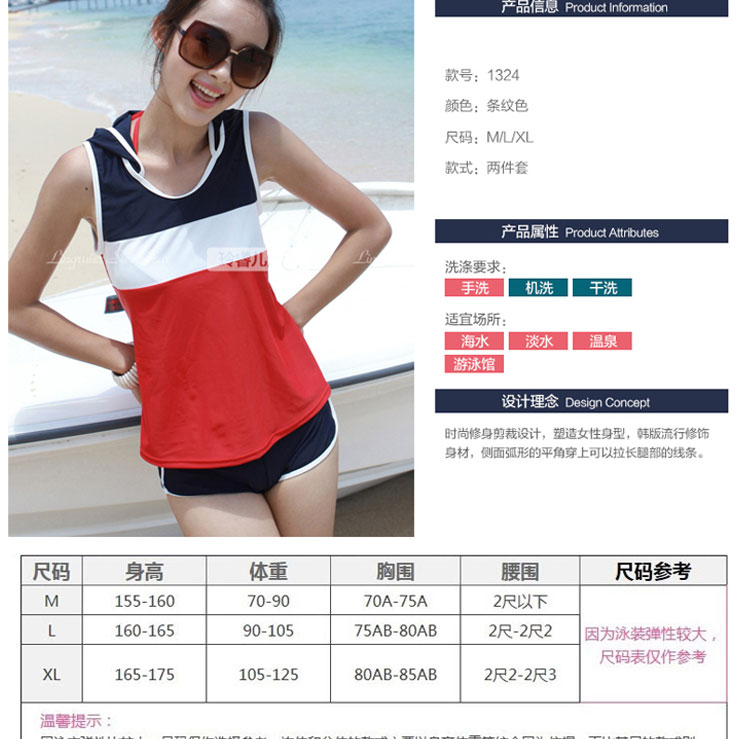 产品信息 Product Information
款号: 1324
颜色: 条纹色
尺码: M/L/XL
款式: 两件套
产品属性 Product Attributes
洗涤要求:
手洗 机洗 干洗
适宜场所:
海水 淡水 温泉
游泳馆
设计理念 Design Concept
时尚修身剪裁设计，塑造女性身型，韩版流行修饰
身材，侧面弧形的平角穿上可以拉长腿部的线条。
尺码 身高 体重 胸围 腰围 尺码参考
M 155-160 70-90 70A-75A 2尺以下
L 160-165 90-105 75AB-80AB 2尺-2尺2
因为泳装弹性较大，
尺码表仅作参考
XL 165-175 105-125 80AB-85AB 2尺2-2尺3
温馨提示：